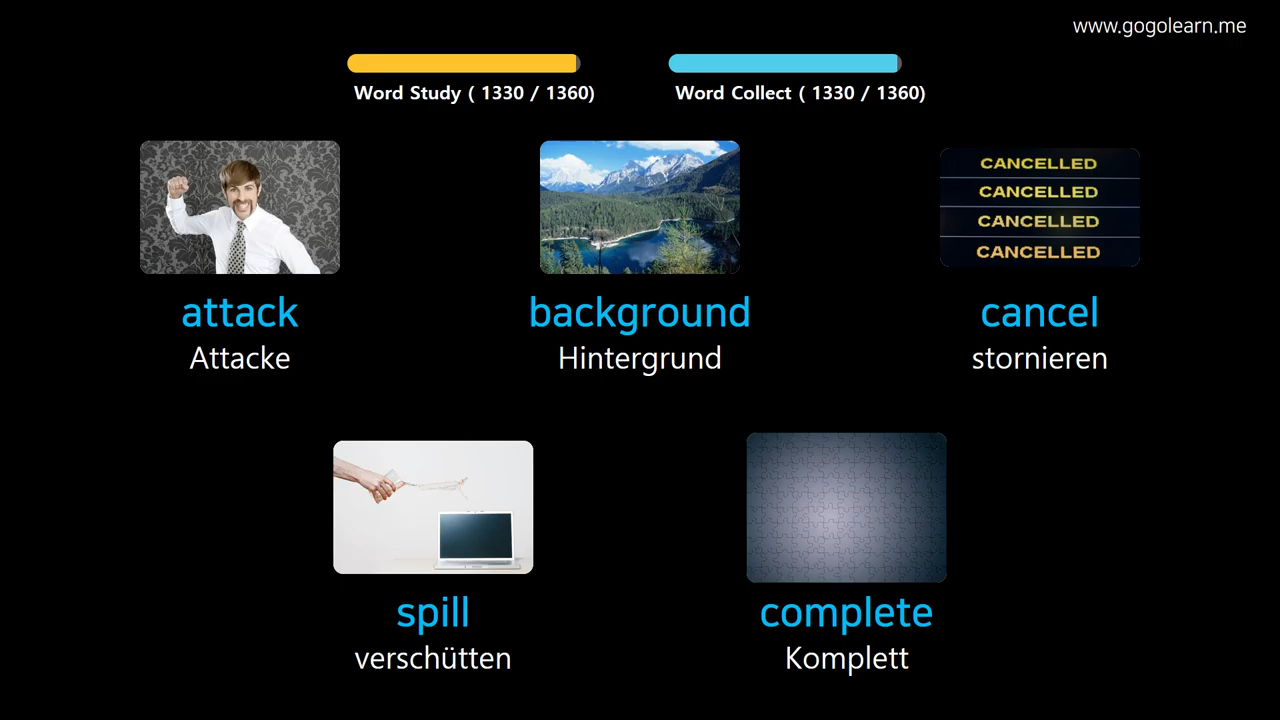 www.gogolearn.me
Word Study ( 1330 / 1360)
Word Collect ( 1330 / 1360)
CANCELLED
CANCELLED
CANCELLED
CANCELLED
attack
background
cancel
Attacke
Hintergrund
stornieren
spill
complete
verschütten
Komplett